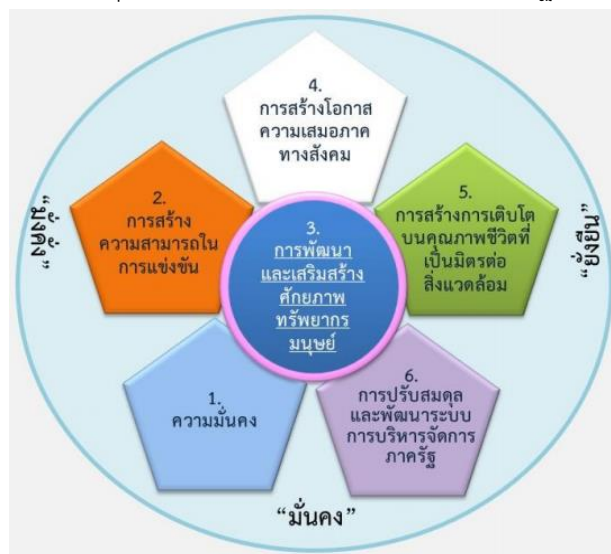 4.
การสร้างโอกาส
ความเสมอภาค
ทางสังคม
2.
การสร้าง
ความสามารถใน
การแข่งขัน
3.
การพัฒนา
และเสริมสร้าง
ศักยภาพ
ทรัพยากร
มนุษย์
5.
การสร้างการเติบโต
บนคุณภาพชีวิตที่
เป็นมิตรต่อ
สิ่งแวดล้อม
1.
ความมั่นคง
6.
การปรับสมดุล
และพัฒนาระบบ
การบริหารจัดการ
ภาครัฐ
“มั่งคั่ง”
“ยั่งยืน”
“มั่นคง”